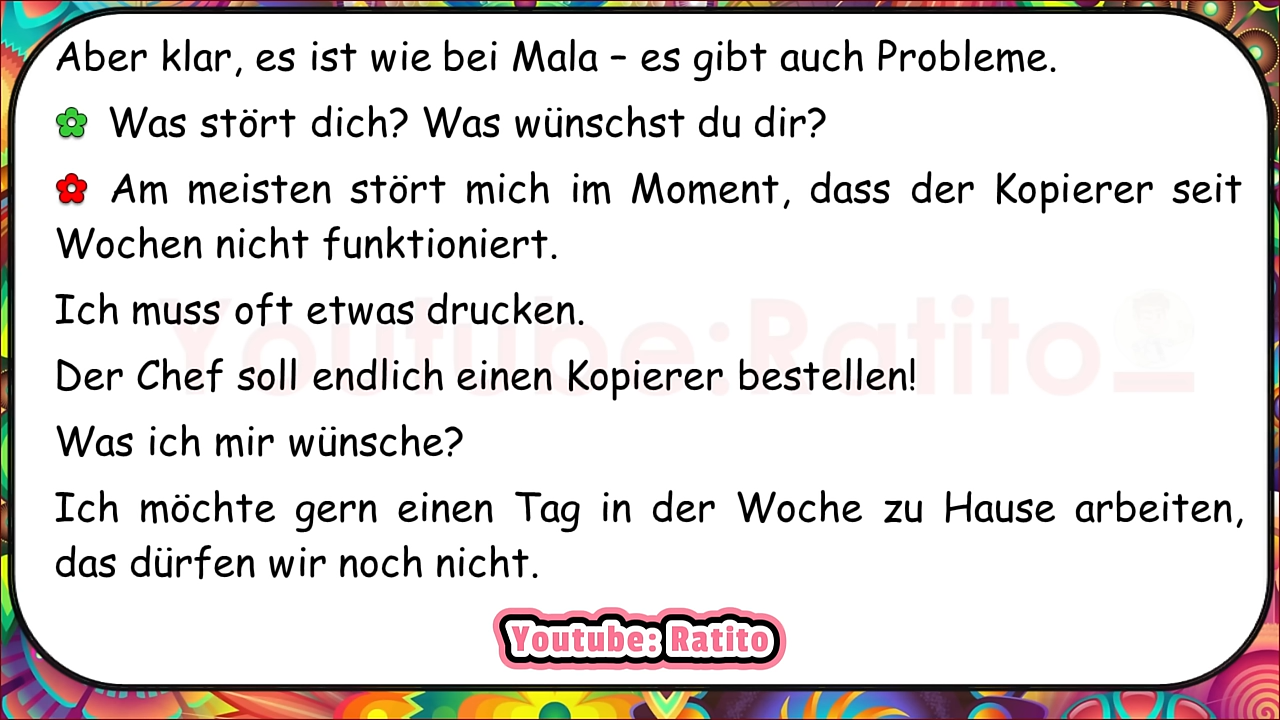 Aber klar, es ist wie bei Mala – es gibt auch Probleme.
Was stört dich? Was wünschst du dir?
Am meisten stört mich im Moment, dass der Kopierer seit
Wochen nicht funktioniert.
Ich muss oft etwas drucken.
Der Chef soll endlich einen Kopierer bestellen!
Was ich mir wünsche?
Ich möchte gern einen Tag in der Woche zu Hause arbeiten,
das dürfen wir noch nicht.
Youtube:Ratito
Youtube: Ratito